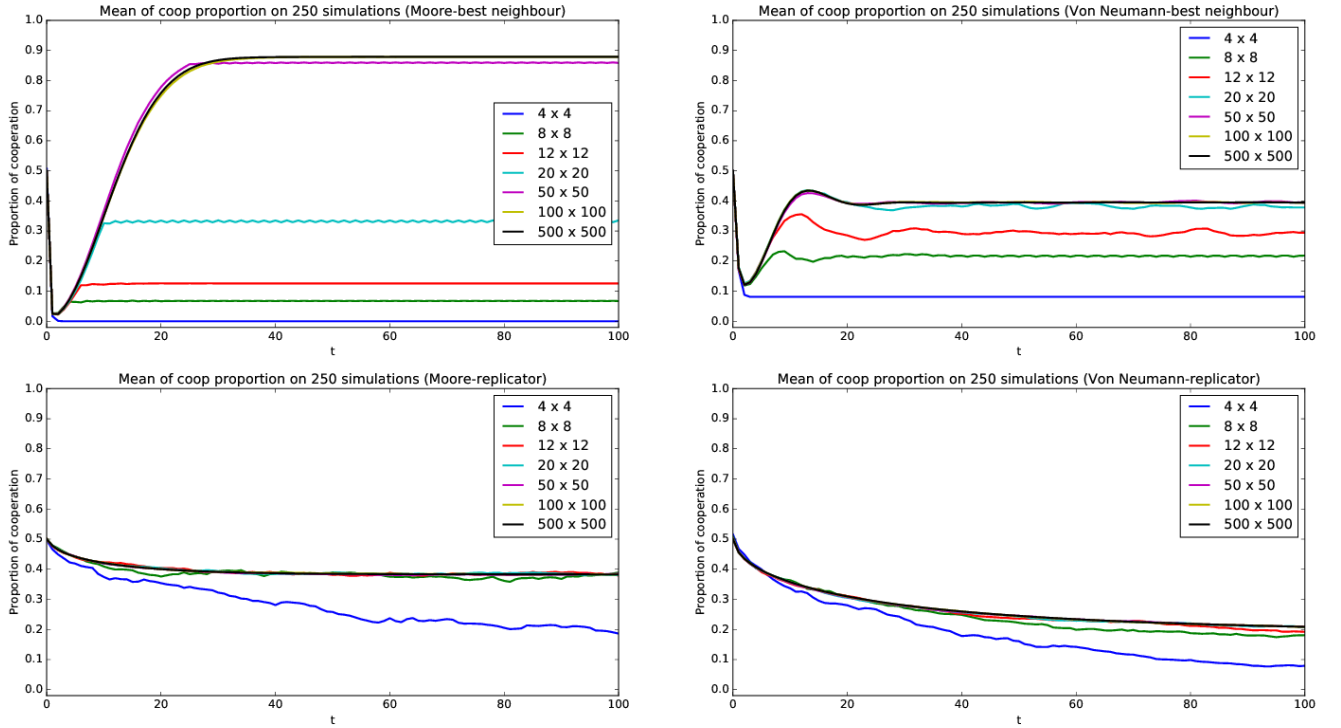 Mean of coop proportion on 250 simulations (Moore-best neighbour)
1.0
0.9
0.8
0.7
0.6
0.5
0.4
0.3
0.2
0.1
0.0
Proportion of cooperation
4 x 4
8 x 8
12 x 12
20 x 20
50 x 50
100 x 100
500 x 500
0 20 40 60 80 100
t
Mean of coop proportion on 250 simulations (Von Neumann-best neighbour)
1.0
0.9
0.8
0.7
0.6
0.5
0.4
0.3
0.2
0.1
0.0
Proportion of cooperation
4 x 4
8 x 8
12 x 12
20 x 20
50 x 50
100 x 100
500 x 500
0 20 40 60 80 100
t
Mean of coop proportion on 250 simulations (Moore-replicator)
1.0
0.9
0.8
0.7
0.6
0.5
0.4
0.3
0.2
0.1
0.0
Proportion of cooperation
4 x 4
8 x 8
12 x 12
20 x 20
50 x 50
100 x 100
500 x 500
0 20 40 60 80 100
t
Mean of coop proportion on 250 simulations (Von Neumann-replicator)
1.0
0.9
0.8
0.7
0.6
0.5
0.4
0.3
0.2
0.1
0.0
Proportion of cooperation
4 x 4
8 x 8
12 x 12
20 x 20
50 x 50
100 x 100
500 x 500
0 20 40 60 80 100
t